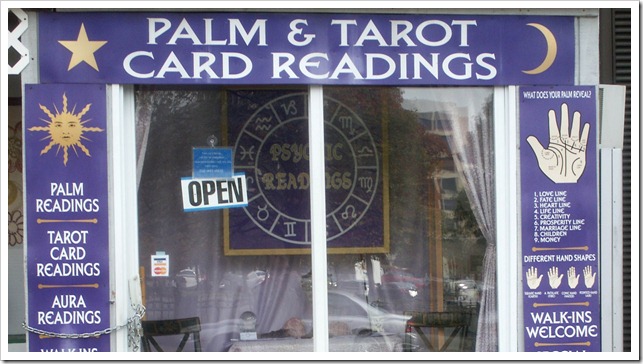 PALM & TAROT
CARD READINGS
PALM
READINGS
TAROT
CARD
READINGS
AURA
READINGS
WALK-INS
OPEN
PSYCHIC
READINGS
WHAT DOES YOUR PALM REVEAL?
1. LOVE LINE
2. FATE LINE
3. HEART LINE
4. LIFE LINE
5. CREATIVITY
6. PROSPERITY LINE
7. MARRIAGE LINE
8. CHILDREN
9. MONEY
DIFFERENT HAND SHAPES
WALK-INS
WELCOME